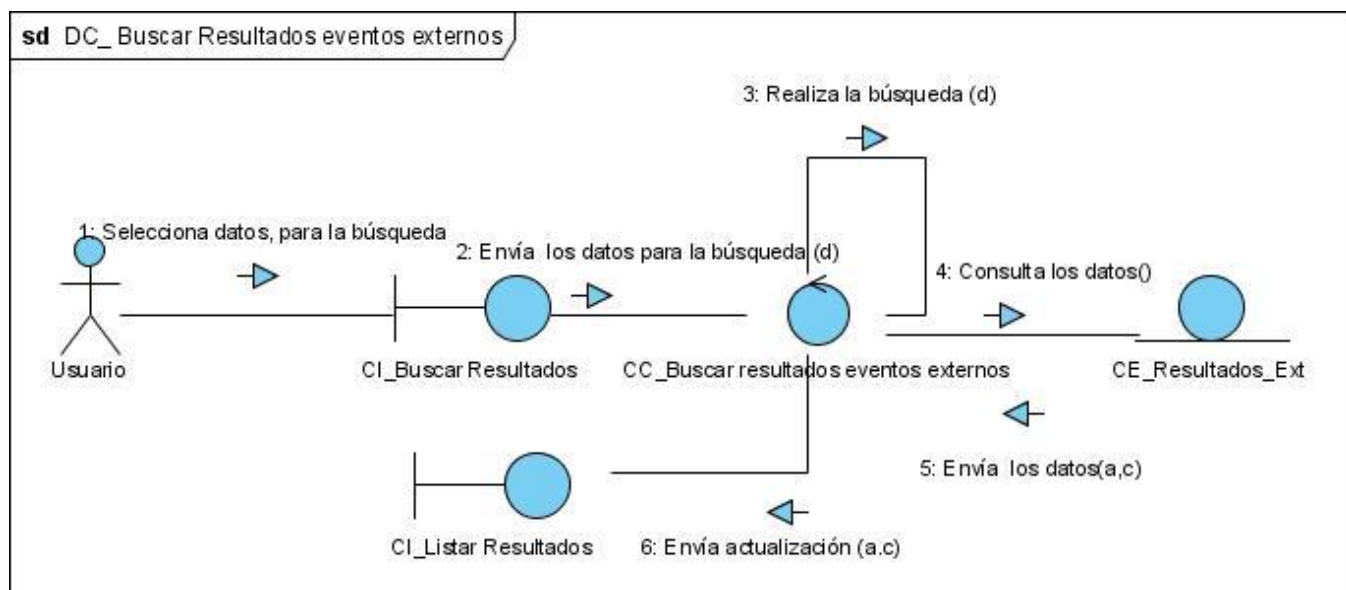 sd DC_ Buscar Resultados eventos externos
3: Realiza la búsqueda (d)
1: Selecciona datos, para la búsqueda
2: Envía los datos para la búsqueda (d)
4: Consulta los datos()
Usuario
CI_Buscar Resultados
CC_Buscar resultados eventos externos
CE_Resultados_Ext
5: Envía los datos(a,c)
CI_Listar Resultados
6: Envía actualización (a.c)